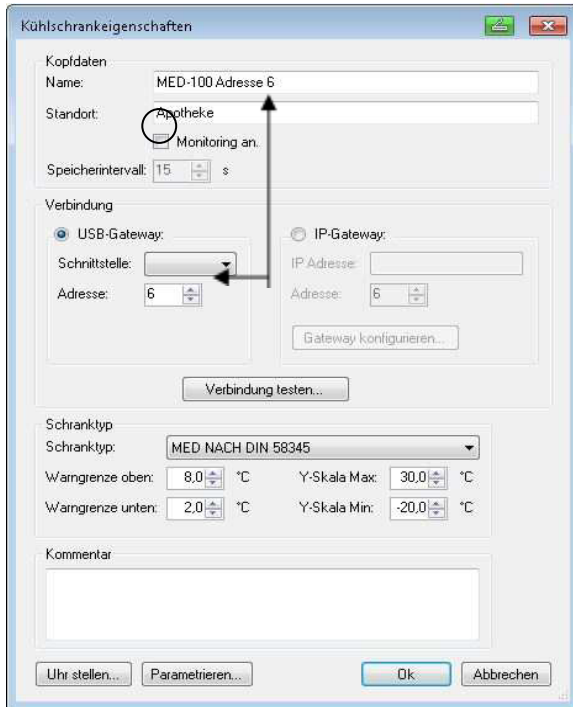 Kühlschrankeigenschaften
Kopfdaten
Name: MED-100 Adresse 6
Standort: Apotheke
Monitoring an.
Speicherintervall: 15 s
Verbindung
USB-Gateway: IP-Gateway:
Schnittstelle: IP Adresse:
Adresse: 6 Adresse: 6
Gateway konfigurieren...
Verbindung testen...
Schranktyp
Schranktyp: MED NACH DIN 58345
Warngrenze oben: 8,0 °C Y-Skala Max: 30,0 °C
Warngrenze unten: 2,0 °C Y-Skala Min: -20,0 °C
Kommentar
Uhr stellen... Parametrieren... Ok Abbrechen